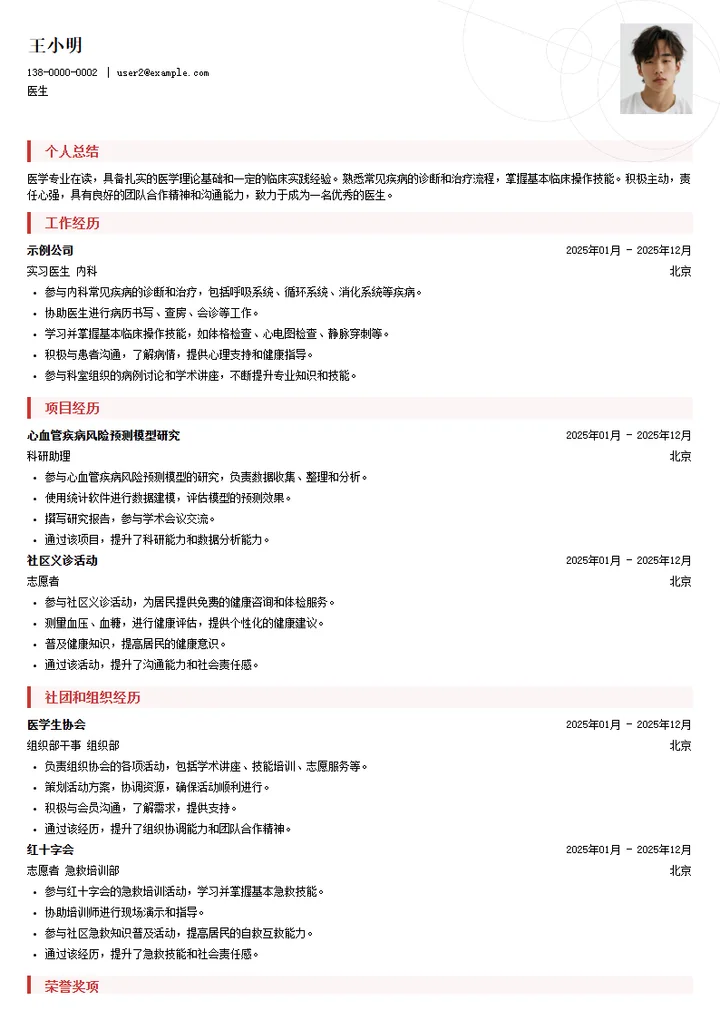 王小明
138-0000-0002 | user2@example.com
医生
个人总结
医学专业在读，具备扎实的医学理论基础和一定的临床实践经验。熟悉常见疾病的诊断和治疗流程，掌握基本临床操作技能。积极主动，责
任心强，具有良好的团队合作精神和沟通能力，致力于成为一名优秀的医生。
工作经历
示例公司 2025年01月 - 2025年12月
实习医生 内科 北京
• 参与内科常见疾病的诊断和治疗，包括呼吸系统、循环系统、消化系统等疾病。
• 协助医生进行病历书写、查房、会诊等工作。
• 学习并掌握基本临床操作技能，如体格检查、心电图检查、静脉穿刺等。
• 积极与患者沟通，了解病情，提供心理支持和健康指导。
• 参与科室组织的病例讨论和学术讲座，不断提升专业知识和技能。
项目经历
心血管疾病风险预测模型研究 2025年01月 - 2025年12月
科研助理 北京
• 参与心血管疾病风险预测模型的研究，负责数据收集、整理和分析。
• 使用统计软件进行数据建模，评估模型的预测效果。
• 撰写研究报告，参与学术会议交流。
• 通过该项目，提升了科研能力和数据分析能力。
社区义诊活动 2025年01月 - 2025年12月
志愿者 北京
• 参与社区义诊活动，为居民提供免费的健康咨询和体检服务。
• 测量血压、血糖，进行健康评估，提供个性化的健康建议。
• 普及健康知识，提高居民的健康意识。
• 通过该活动，提升了沟通能力和社会责任感。
社团和组织经历
医学生协会 2025年01月 - 2025年12月
组织部干事 组织部 北京
• 负责组织协会的各项活动，包括学术讲座、技能培训、志愿服务等。
• 策划活动方案，协调资源，确保活动顺利进行。
• 积极与会员沟通，了解需求，提供支持。
• 通过该经历，提升了组织协调能力和团队合作精神。
红十字会 2025年01月 - 2025年12月
志愿者 急救培训部 北京
• 参与红十字会的急救培训活动，学习并掌握基本急救技能。
• 协助培训师进行现场演示和指导。
• 参与社区急救知识普及活动，提高居民的自救互救能力。
• 通过该经历，提升了急救技能和社会责任感。
荣誉奖项